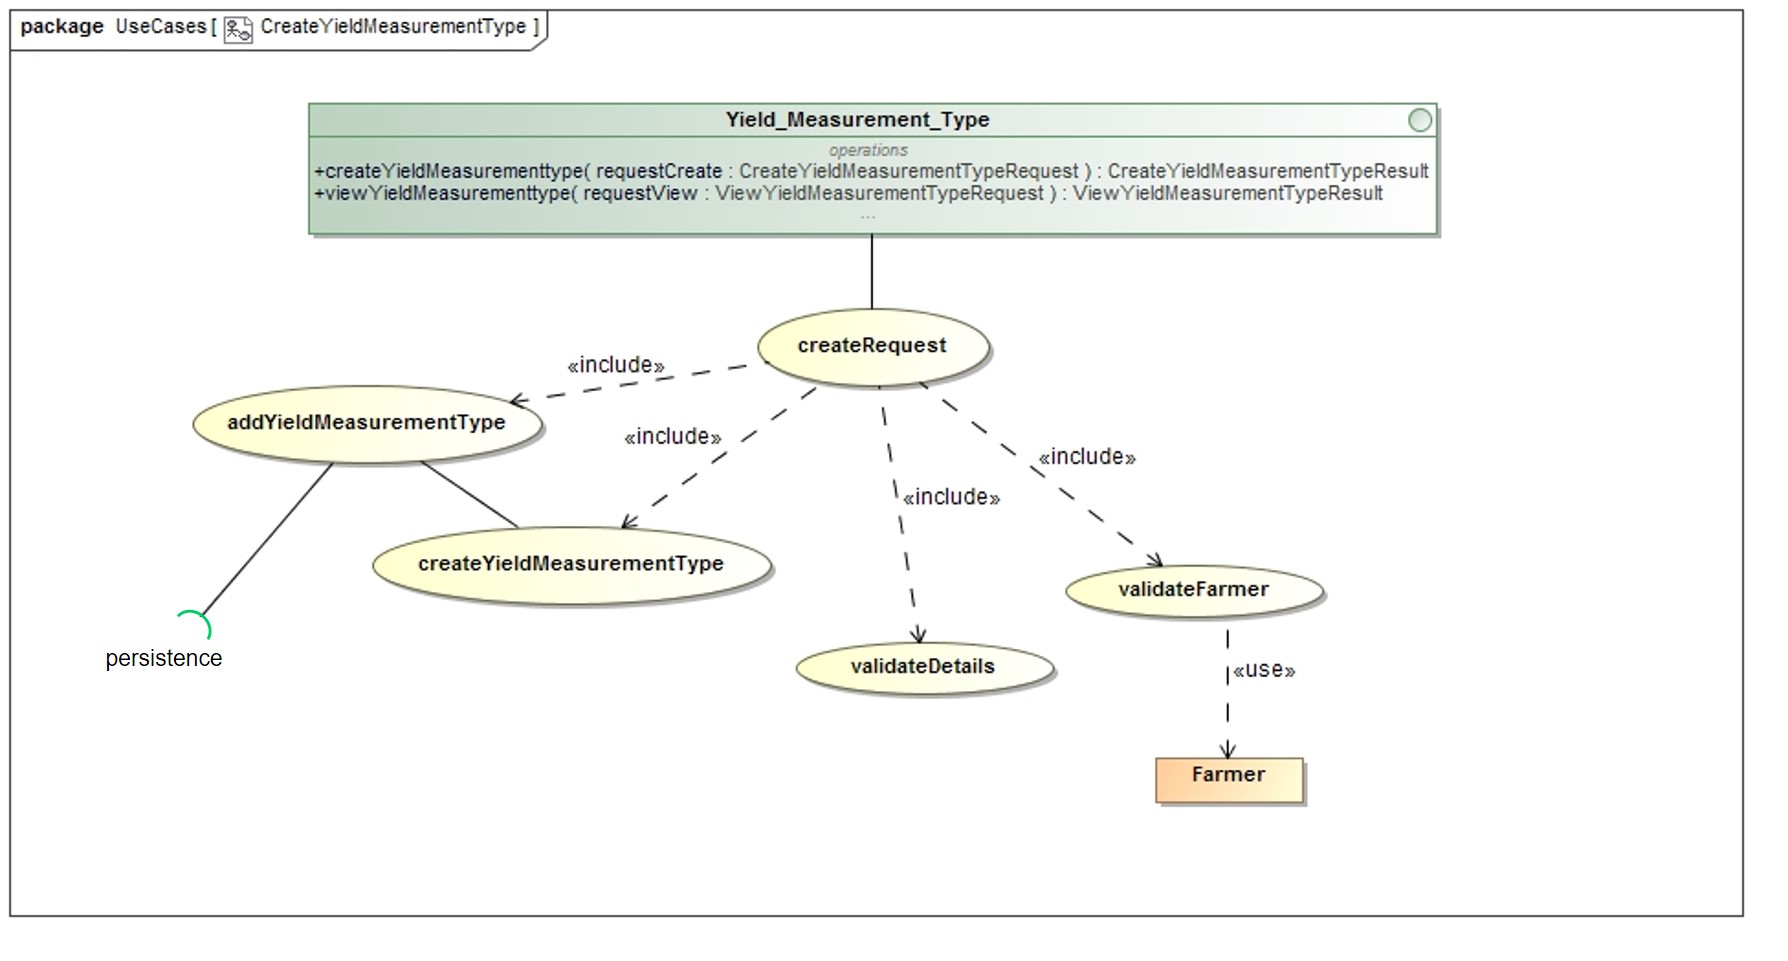 package UseCases [ CreateYieldMeasurementType ]
Yield_Measurement_Type
operations
+createYieldMeasurementtype( requestCreate : CreateYieldMeasurementTypeRequest ) : CreateYieldMeasurementTypeResult
+viewYieldMeasurementtype( requestView : ViewYieldMeasurementTypeRequest ) : ViewYieldMeasurementTypeResult
...
createRequest
«include»
addYieldMeasurementType
«include»
«include»
«include»
createYieldMeasurementType
validateFarmer
persistence
validateDetails
«use»
Farmer